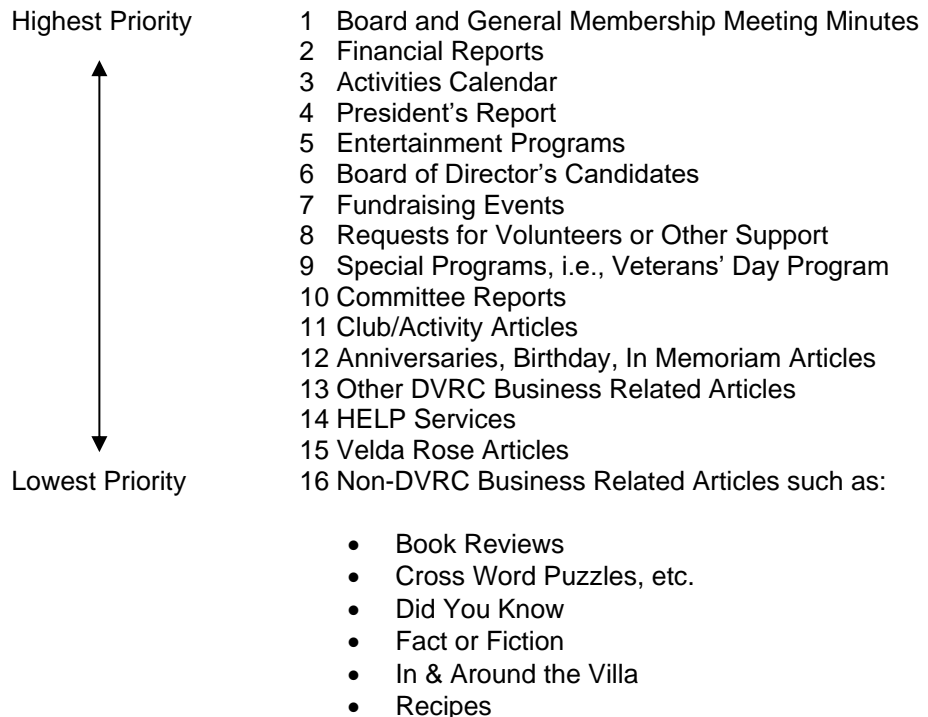 Highest Priority 1 Board and General Membership Meeting Minutes
2 Financial Reports
3 Activities Calendar
4 President’s Report
5 Entertainment Programs
6 Board of Director’s Candidates
7 Fundraising Events
8 Requests for Volunteers or Other Support
9 Special Programs, i.e., Veterans’ Day Program
10 Committee Reports
11 Club/Activity Articles
12 Anniversaries, Birthday, In Memoriam Articles
13 Other DVRC Business Related Articles
14 HELP Services
15 Velda Rose Articles
Lowest Priority 16 Non-DVRC Business Related Articles such as:
• Book Reviews
• Cross Word Puzzles, etc.
• Did You Know
• Fact or Fiction
• In & Around the Villa
• Recipes